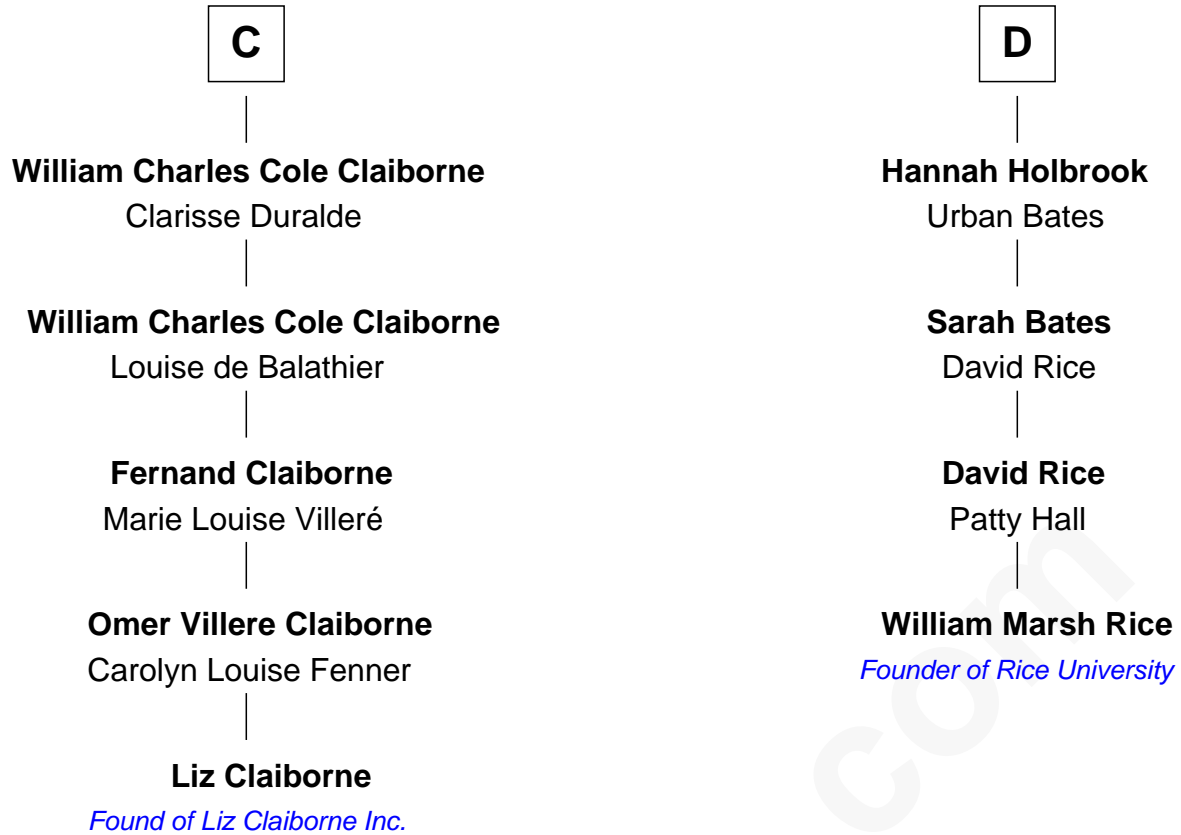 C
William Charles Cole Claiborne
Clarisse Duralde
William Charles Cole Claiborne
Louise de Balathier
Fernand Claiborne
Marie Louise Villeré
Omer Villere Claiborne
Carolyn Louise Fenner
Liz Claiborne
Found of Liz Claiborne Inc.
D
Hannah Holbrook
Urban Bates
Sarah Bates
David Rice
David Rice
Patty Hall
William Marsh Rice
Founder of Rice University
com